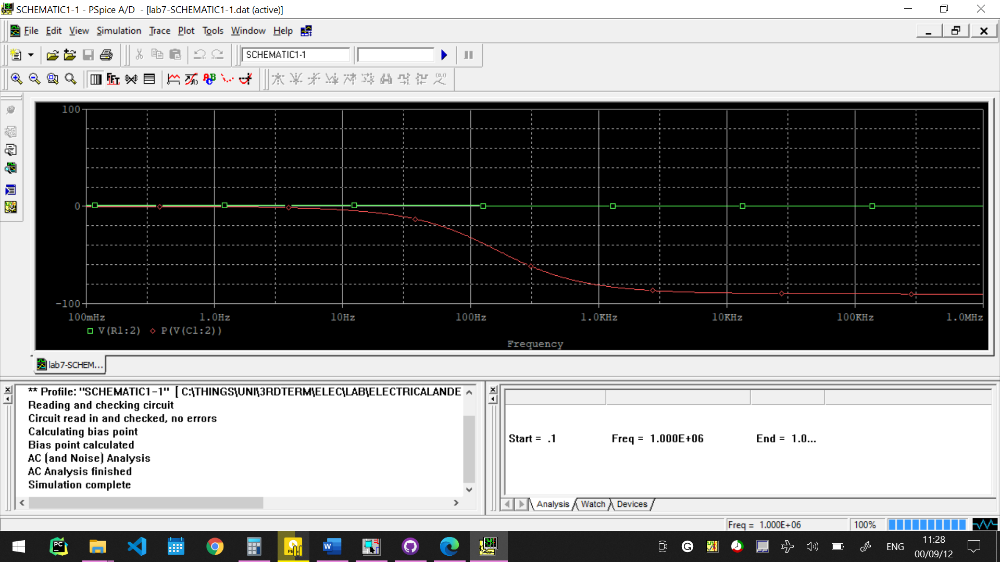 SCHEMATIC1-1 - PSpice A/D - [lab7-SCHEMATIC1-1.dat (active)]
File Edit View Simulation Trace Plot Tools Window Help
SCHEMATIC1-1
100
0
-100
100mHz 1.0Hz 10Hz 100Hz 1.0KHz 10KHz 100KHz 1.0MHz
V(R1:2) P(V(C1:2))
Frequency
lab7-SCHEM...
** Profile: "SCHEMATIC1-1" [ C:\THINGS\UNI\3RDTERM\ELEC\LAB\ELECTRICALANDE
Reading and checking circuit
Circuit read in and checked, no errors
Calculating bias point
Bias point calculated
AC (and Noise) Analysis
AC Analysis finished
Simulation complete
Start = .1 Freq = 1.000E+06 End = 1.0...
Analysis Watch Devices
Freq = 1.000E+06 100%
ENG
11:28
00/09/12